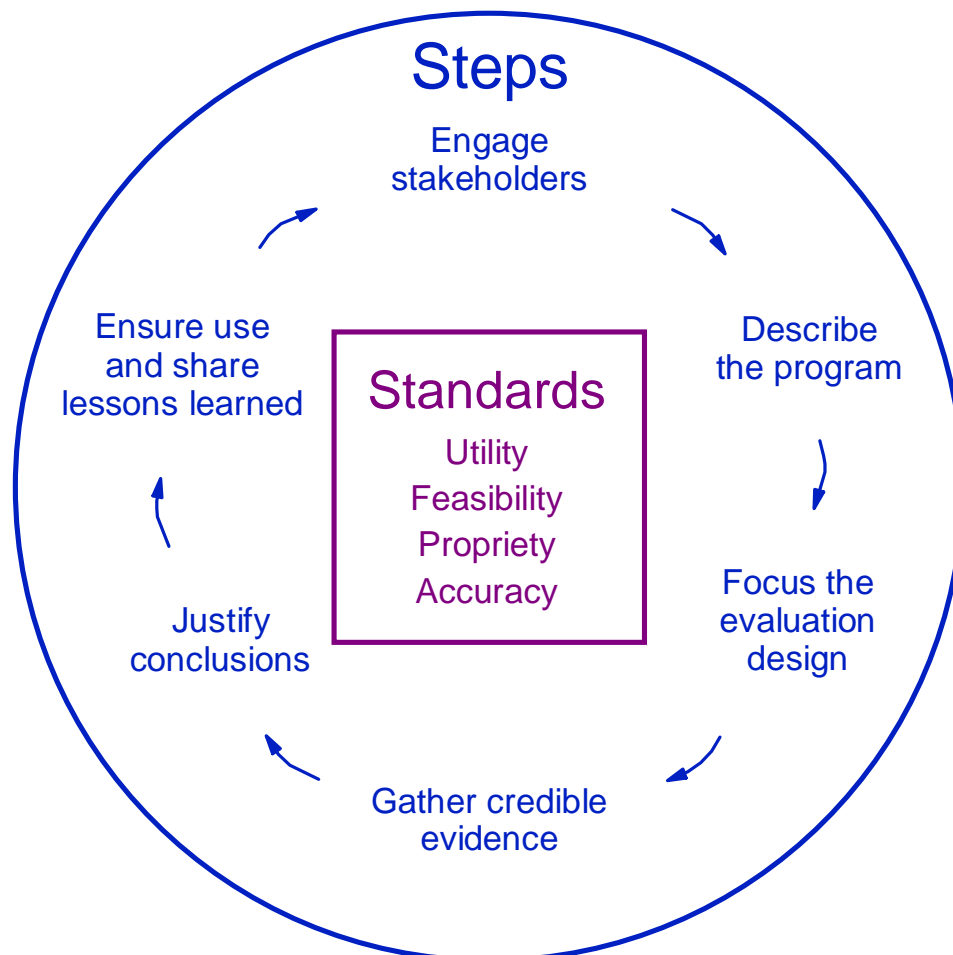 Steps
Engage
stakeholders
Describe
the program
Focus the
evaluation
design
Gather credible
evidence
Justify
conclusions
Ensure use
and share
lessons learned
Standards
Utility
Feasibility
Propriety
Accuracy